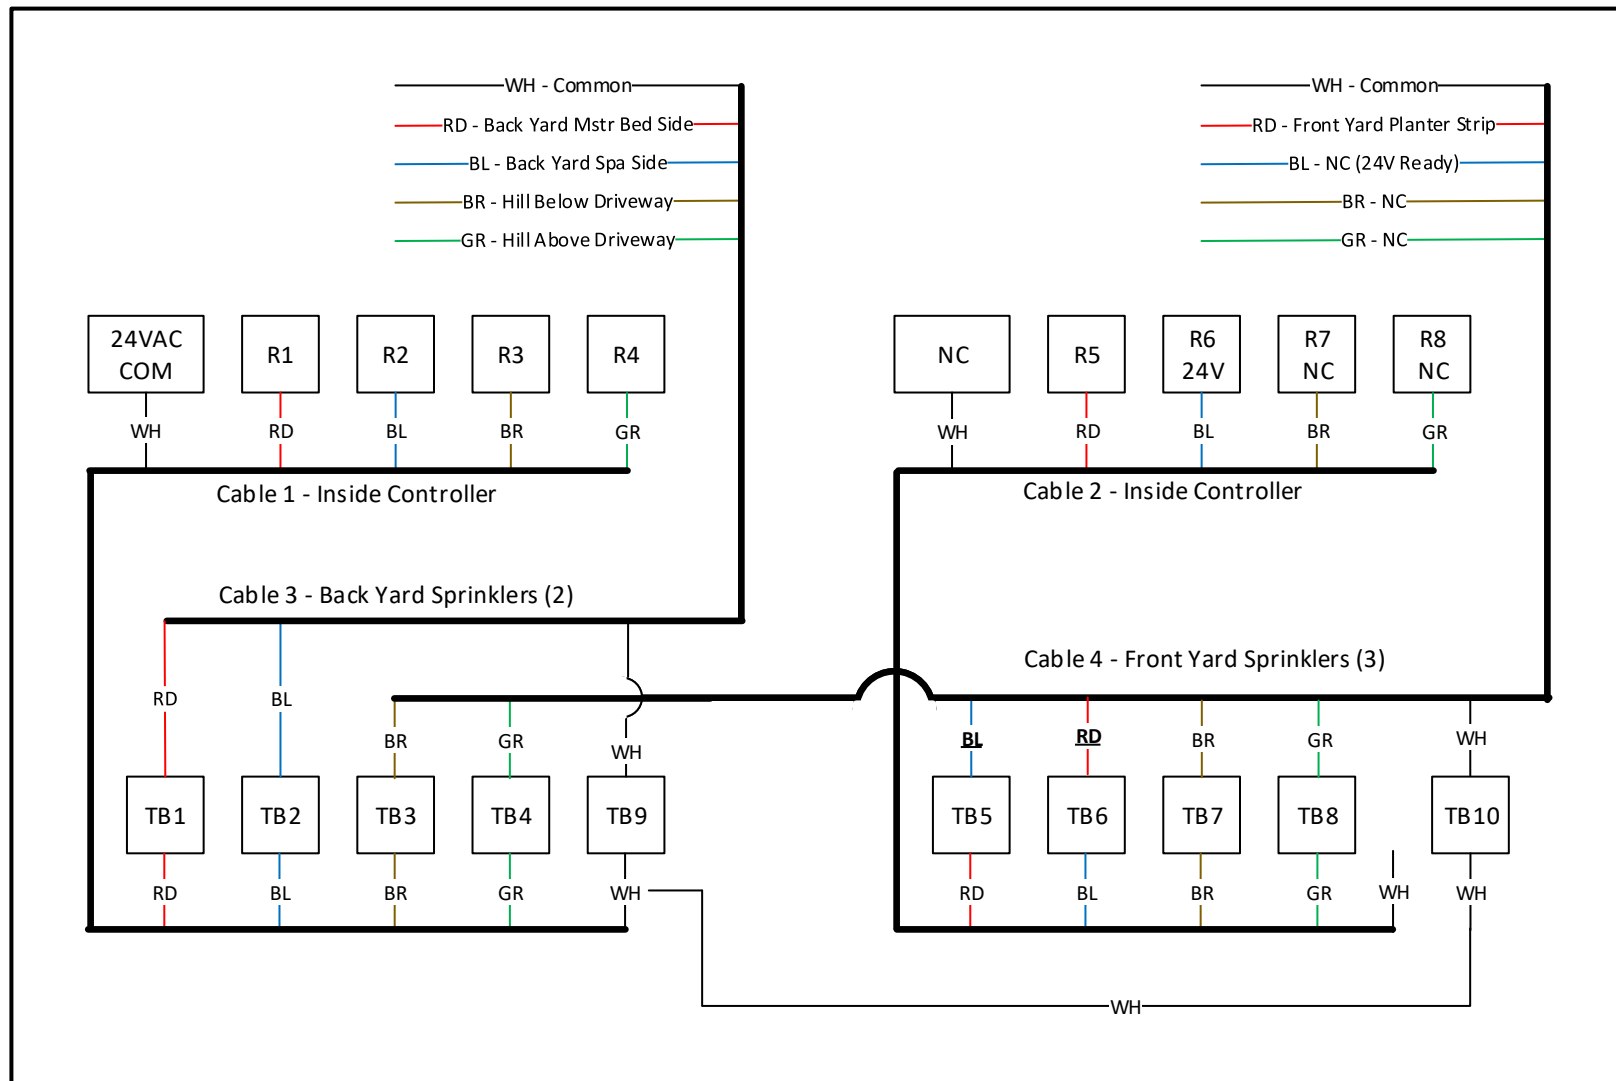 WH - Common
RD - Back Yard Mstr Bed Side
BL - Back Yard Spa Side
BR - Hill Below Driveway
GR - Hill Above Driveway
WH - Common
RD - Front Yard Planter Strip
BL - NC (24V Ready)
BR - NC
GR - NC
24VAC
COM
R1
R2
R3
R4
WH
RD
BL
BR
GR
Cable 1 - Inside Controller
NC
R5
R6
24V
R7
NC
R8
NC
WH
RD
BL
BR
GR
Cable 2 - Inside Controller
Cable 3 - Back Yard Sprinklers (2)
RD
BL
BR
GR
WH
TB1
TB2
TB3
TB4
TB9
RD
BL
BR
GR
WH
Cable 4 - Front Yard Sprinklers (3)
BL
RD
BR
GR
WH
TB5
TB6
TB7
TB8
TB10
RD
BL
BR
GR
WH
WH
WH